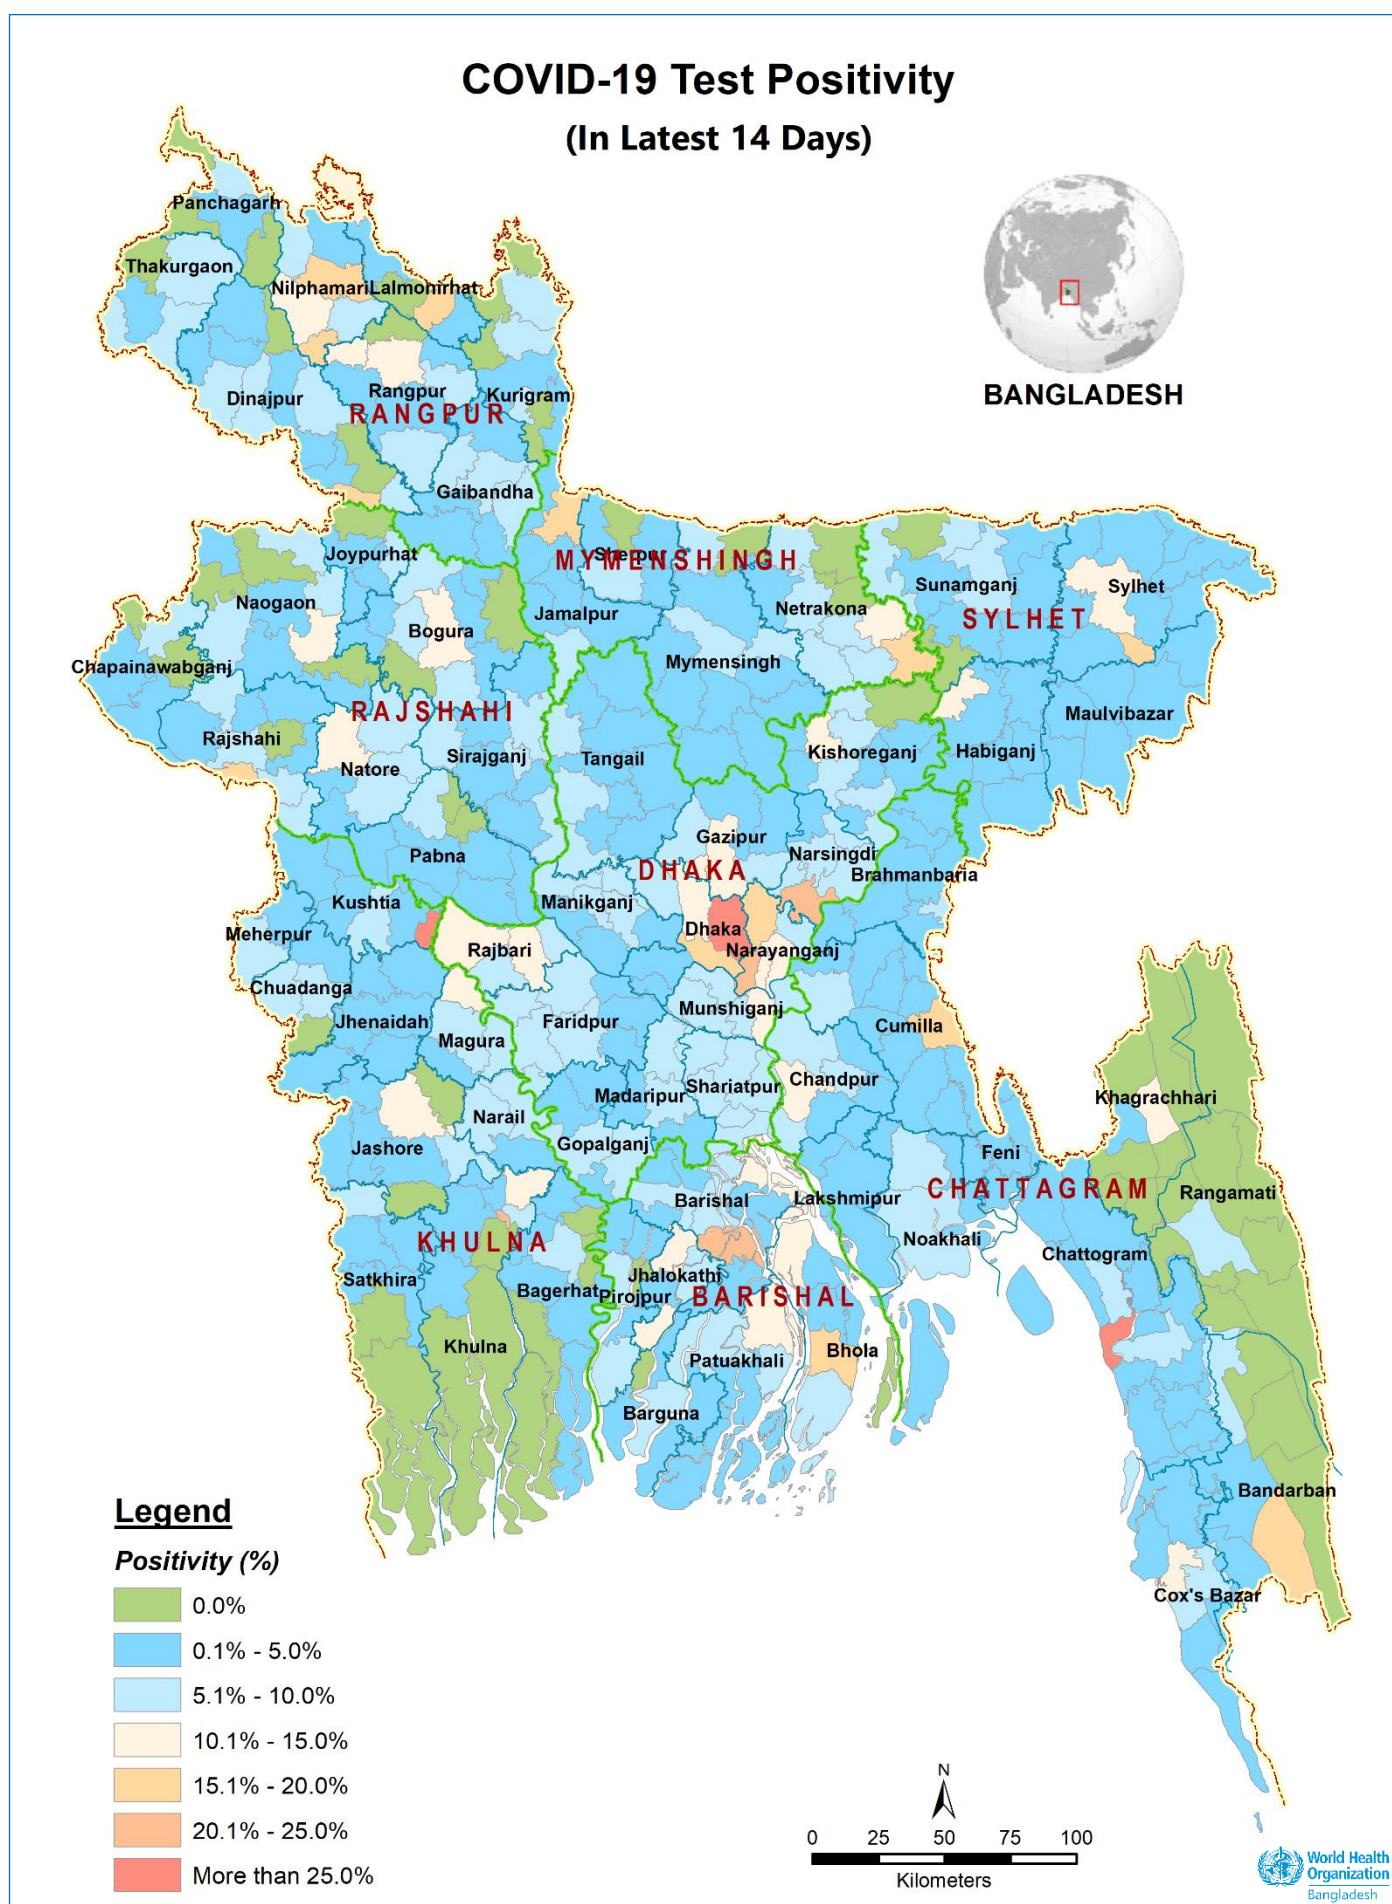 COVID-19 Test Positivity
(In Latest 14 Days)
BANGLADESH
Panchagarh
Thakurgaon
Nilphamari
Lalmonirhat
Dinajpur
Rangpur
Kurigram
RANGPUR
Gaibandha
Joypurhat
Sherpur
MYMENSHINGH
Sunamganj
Sylhet
Naogaon
Bogura
Jamalpur
Netrakona
SYLHET
Chapainawabganj
Mymensingh
RAJSHAHI
Maulvibazar
Rajshahi
Natore
Sirajganj
Tangail
Kishoreganj
Habiganj
Pabna
Gazipur
Narsingdi
DHAKA
Brahmanbaria
Kushtia
Manikganj
Meherpur
Rajbari
Dhaka
Narayanganj
Chuadanga
Munshiganj
Jhenaidah
Magura
Faridpur
Cumilla
Madaripur
Shariatpur
Chandpur
Khagrachhari
Narail
Jashore
Gopalganj
Feni
CHATTAGRAM
Rangamati
Barishal
Lakshmipur
KHULNA
Noakhali
Chattogram
Satkhira
Bagerhat
Jhalokathi
Pirojpur
BARISHAL
Khulna
Patuakhali
Bhola
Barguna
Bandarban
Cox's Bazar
Legend
Positivity (%)
0.0%
0.1% - 5.0%
5.1% - 10.0%
10.1% - 15.0%
15.1% - 20.0%
20.1% - 25.0%
More than 25.0%
N
0 25 50 75 100
Kilometers
World Health
Organization
Bangladesh